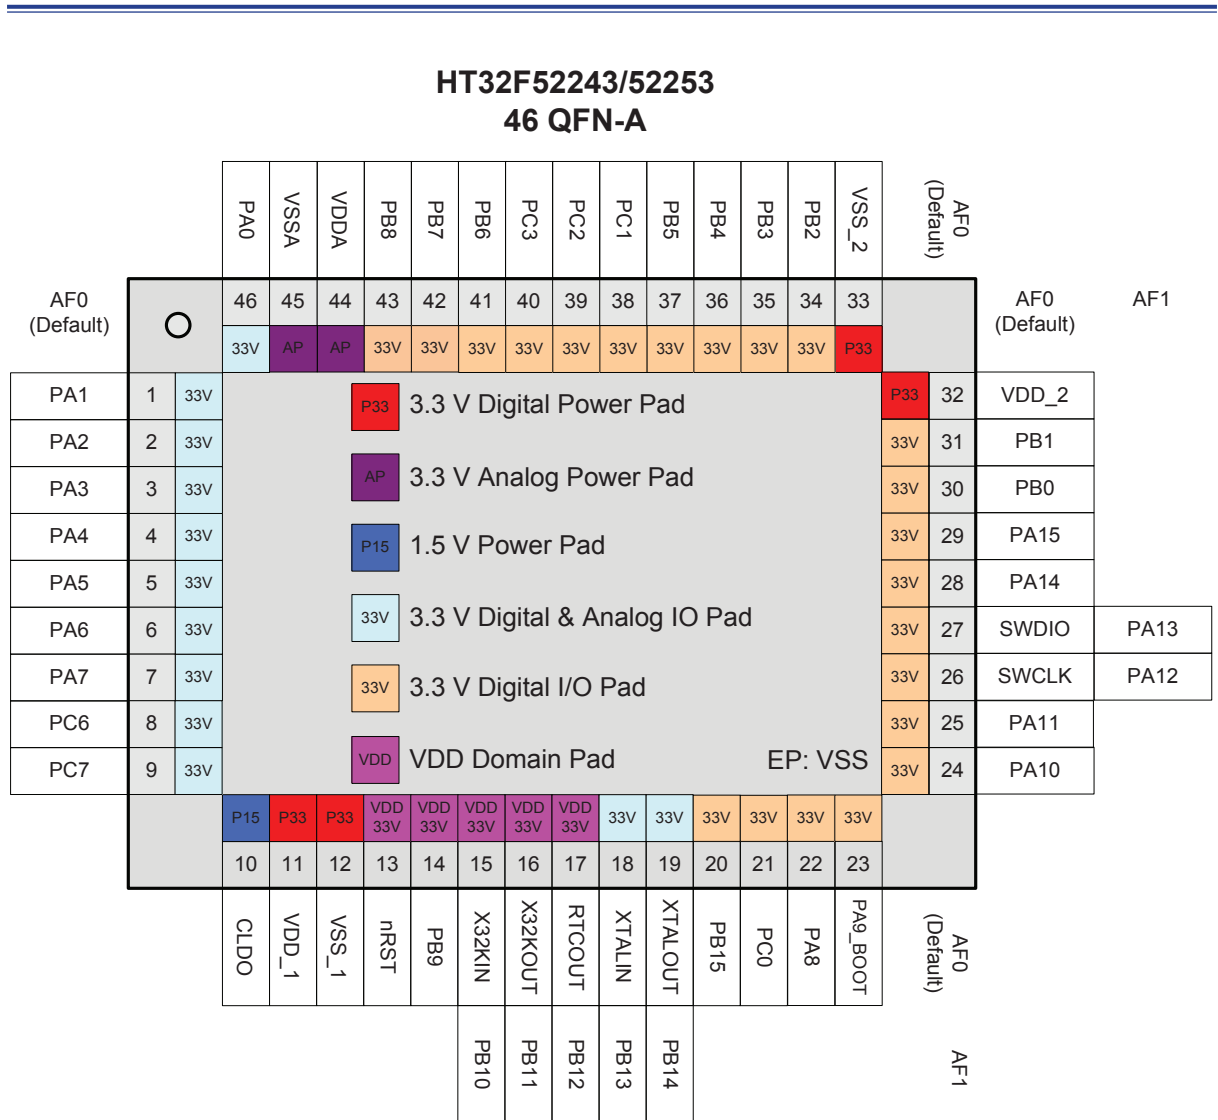 HT32F52243/52253
46 QFN-A
PA0 VSSA VDDA PB8 PB7 PB6 PC3 PC2 PC1 PB5 PB4 PB3 PB2 VSS_2 AF0
(Default)
AF0
(Default)
46 45 44 43 42 41 40 39 38 37 36 35 34 33
AF0
(Default)
AF1
33V AP AP 33V 33V 33V 33V 33V 33V 33V 33V 33V 33V P33
PA1 1 33V P33 3.3 V Digital Power Pad P33 32 VDD_2
PA2 2 33V 33V 31 PB1
PA3 3 33V AP 3.3 V Analog Power Pad 33V 30 PB0
PA4 4 33V P15 1.5 V Power Pad 33V 29 PA15
PA5 5 33V 33V 28 PA14
PA6 6 33V 33V 3.3 V Digital & Analog IO Pad 33V 27 SWDIO PA13
PA7 7 33V 33V 3.3 V Digital I/O Pad 33V 26 SWCLK PA12
PC6 8 33V 33V 25 PA11
PC7 9 33V VDD VDD Domain Pad EP: VSS 33V 24 PA10
P15 P33 P33 VDD 33V VDD 33V VDD 33V VDD 33V VDD 33V 33V 33V 33V 33V 33V 33V
10 11 12 13 14 15 16 17 18 19 20 21 22 23
CLDO VDD_1 VSS_1 nRST PB9 X32KIN X32KOUT RTCOUT XTALIN XTALOUT PB15 PC0 PA8 PA9_BOOT AF0
(Default)
PB10 PB11 PB12 PB13 PB14 AF1